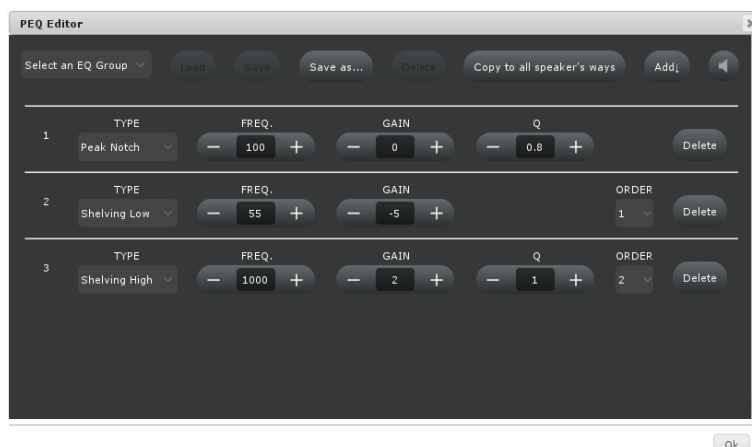 PEQ Editor
Select an EQ Group Load Save Save as... Delete Copy to all speaker's ways Add↓
TYPE FREQ. GAIN Q
1 Peak Notch − 100 + − 0 + − 0.8 + Delete
TYPE FREQ. GAIN ORDER
2 Shelving Low − 55 + − -5 + 1 Delete
TYPE FREQ. GAIN Q ORDER
3 Shelving High − 1000 + − 2 + − 1 + 2 Delete
Ok